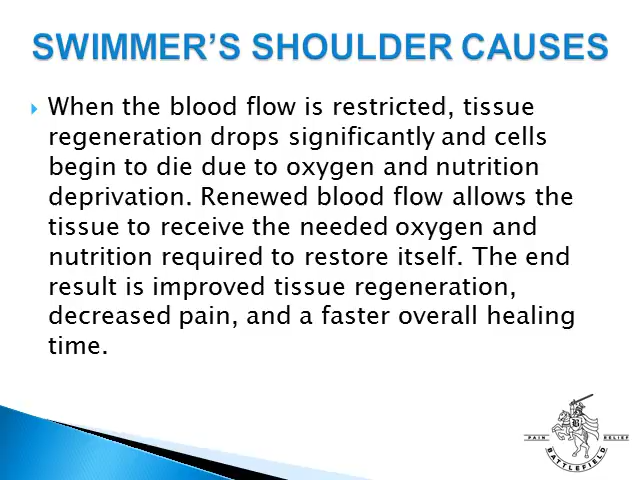 SWIMMER'S SHOULDER CAUSES
When the blood flow is restricted, tissue
regeneration drops significantly and cells
begin to die due to oxygen and nutrition
deprivation. Renewed blood flow allows the
tissue to receive the needed oxygen and
nutrition required to restore itself. The end
result is improved tissue regeneration,
decreased pain, and a faster overall healing
time.
B
PAIN RELIEF
BATTLEFIELD